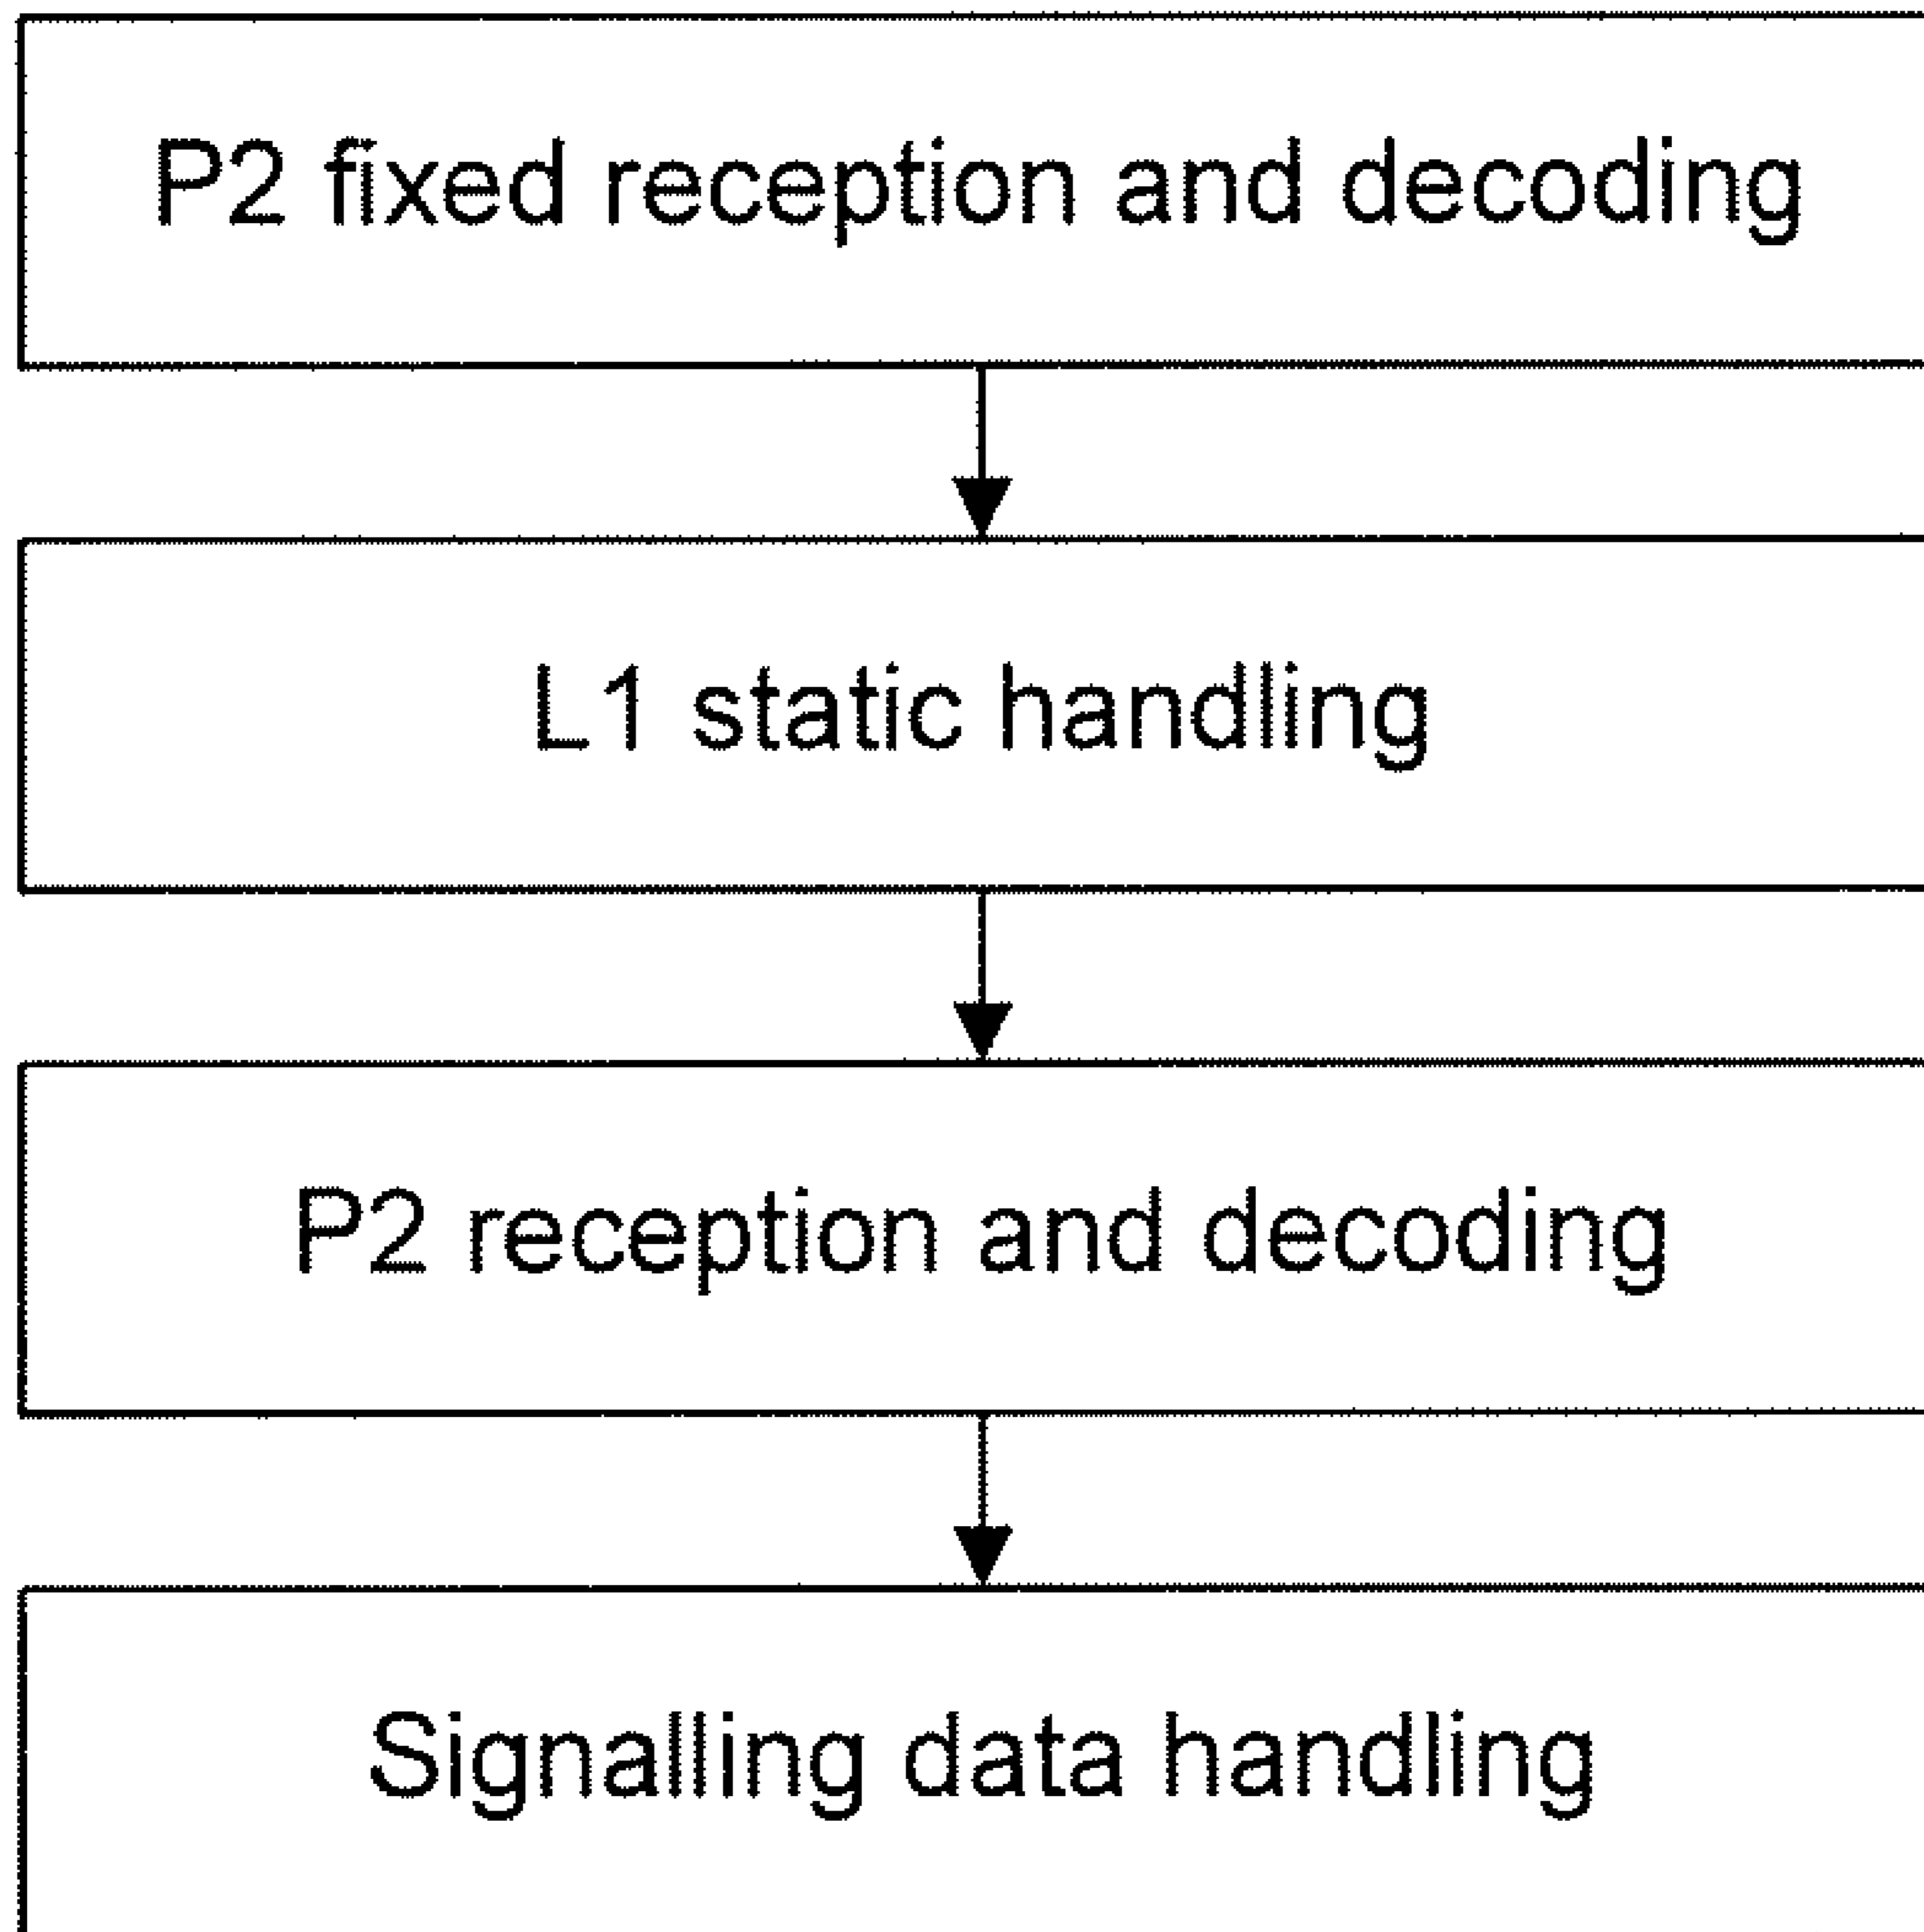 P2 fixed reception and decoding
L1 static handling
P2 reception and decoding
Signalling data handling